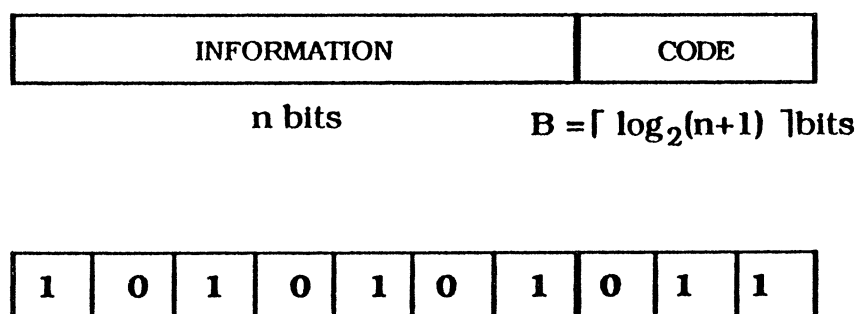 INFORMATION CODE
n bits B =⌈ log₂(n+1) ⌉bits
1 0 1 0 1 0 1 0 1 1